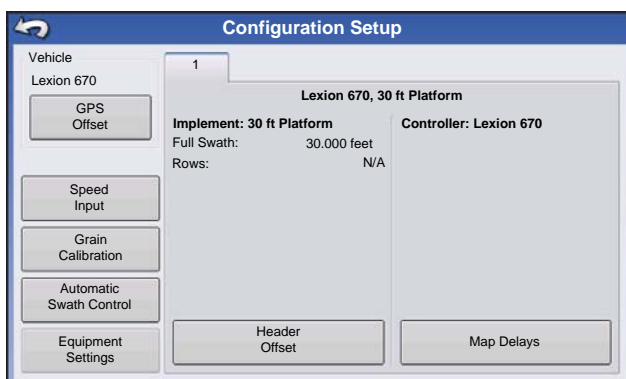 Configuration Setup
Vehicle
Lexion 670
GPS
Offset
Speed
Input
Grain
Calibration
Automatic
Swath Control
Equipment
Settings
1
Lexion 670, 30 ft Platform
Implement: 30 ft Platform
Full Swath: 30.000 feet
Rows: N/A
Controller: Lexion 670
Header
Offset
Map Delays